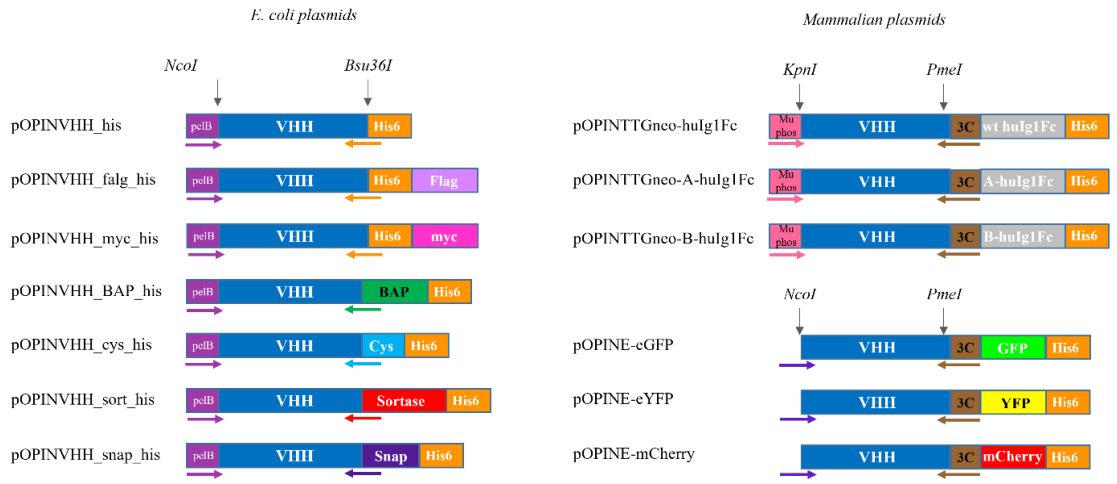 E. coli plasmids
NcoI
Bsu36I
pOPINVHH_his
pelB
VHH
His6
pOPINVHH_falg_his
pelB
VHH
His6
Flag
pOPINVHH_myc_his
pelB
VHH
His6
myc
pOPINVHH_BAP_his
pelB
VHH
BAP
His6
pOPINVHH_cys_his
pelB
VHH
Cys
His6
pOPINVHH_sort_his
pelB
VHH
Sortase
His6
pOPINVHH_snap_his
pelB
VHH
Snap
His6
Mammalian plasmids
KpnI
PmeI
pOPINTTGneo-huIg1Fc
Mu
phos
VHH
3C
wt huIg1Fc
His6
pOPINTTGneo-A-huIg1Fc
Mu
phos
VHH
3C
A-huIg1Fc
His6
pOPINTTGneo-B-huIg1Fc
Mu
phos
VHH
3C
B-huIg1Fc
His6
NcoI
PmeI
pOPINE-eGFP
VHH
3C
GFP
His6
pOPINE-eYFP
VHH
3C
YFP
His6
pOPINE-mCherry
VHH
3C
mCherry
His6